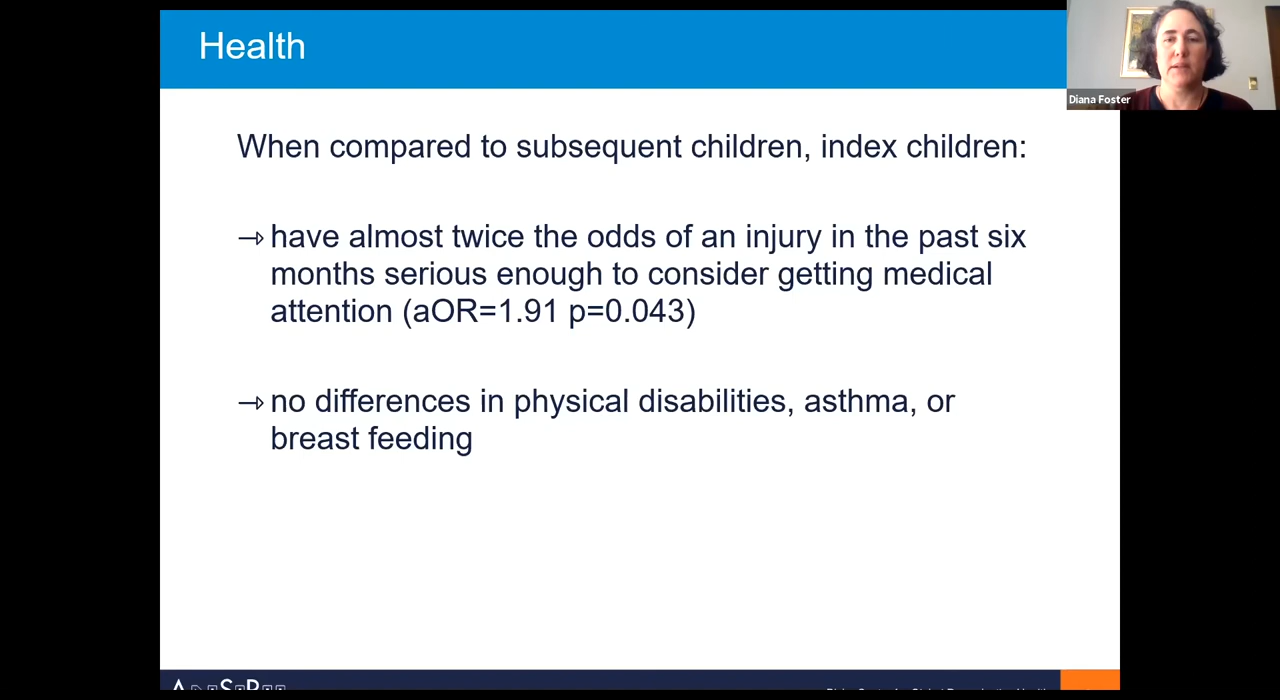 Health
Diana Foster
When compared to subsequent children, index children:
have almost twice the odds of an injury in the past six
months serious enough to consider getting medical
attention (aOR=1.91 p=0.043)
no differences in physical disabilities, asthma, or
breast feeding